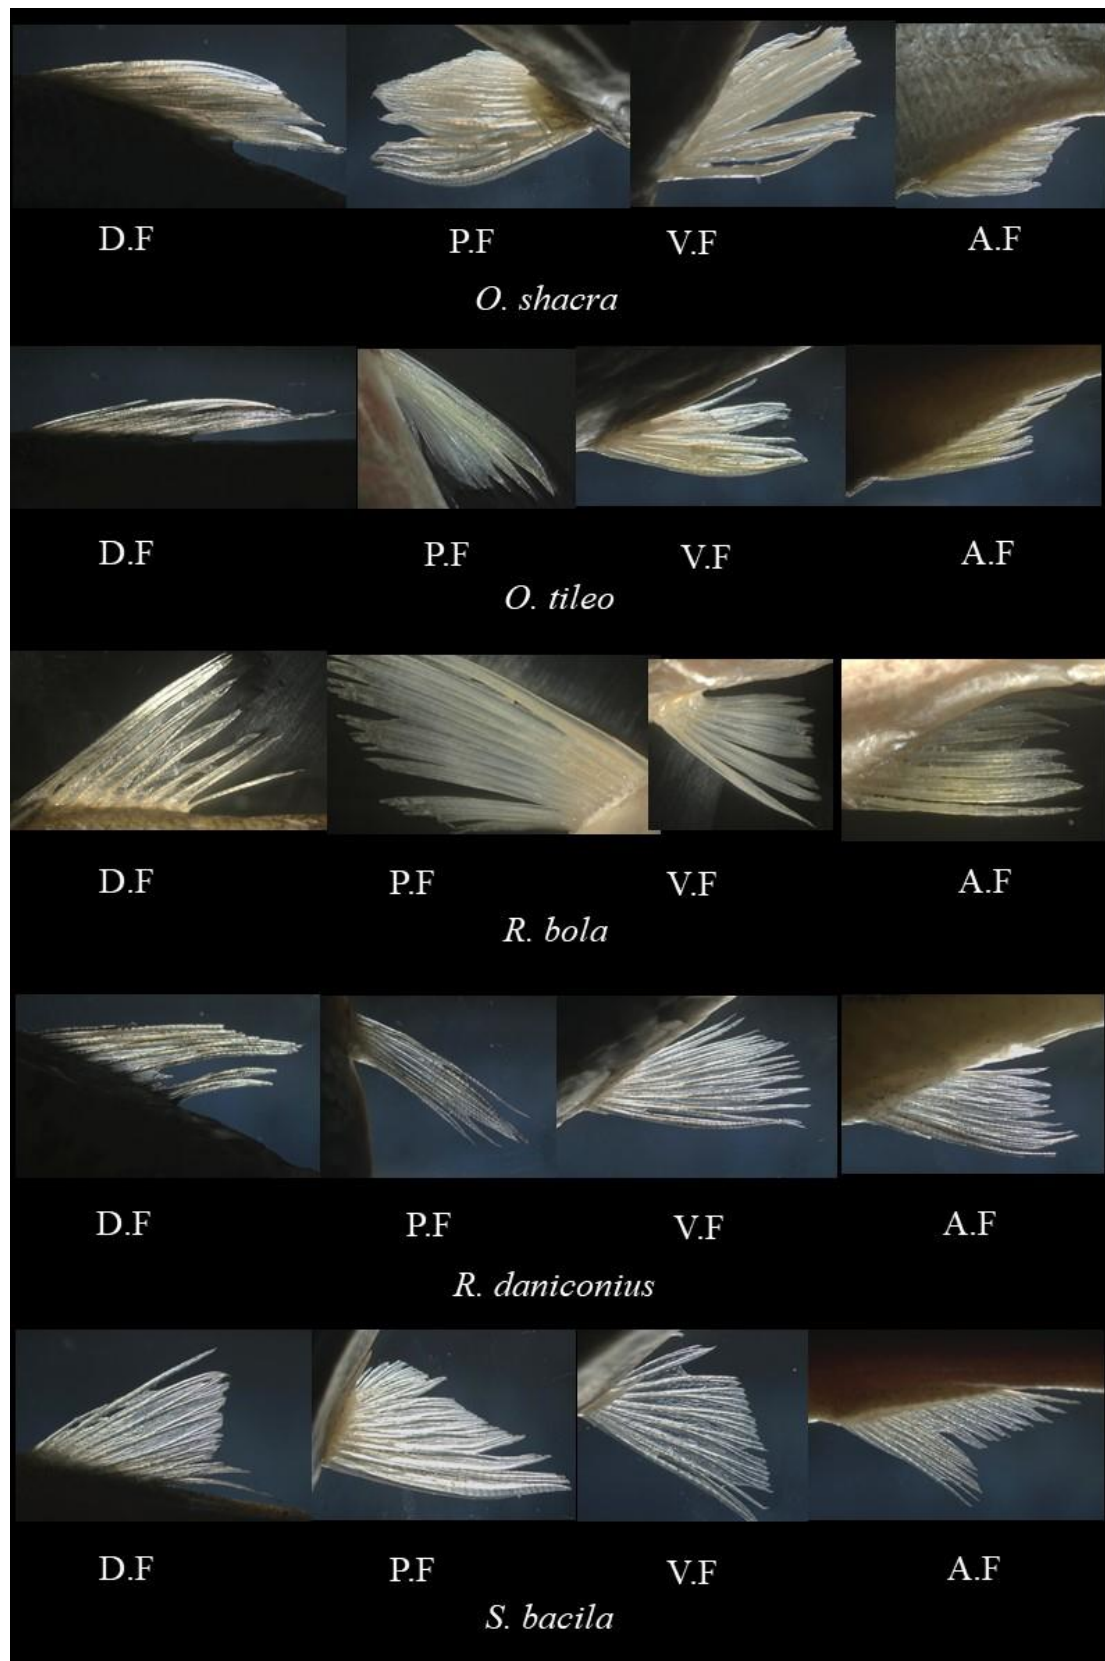 D.F P.F V.F A.F
O. shacra
D.F P.F V.F A.F
O. tileo
D.F P.F V.F A.F
R. bola
D.F P.F V.F A.F
R. daniconius
D.F P.F V.F A.F
S. bacila